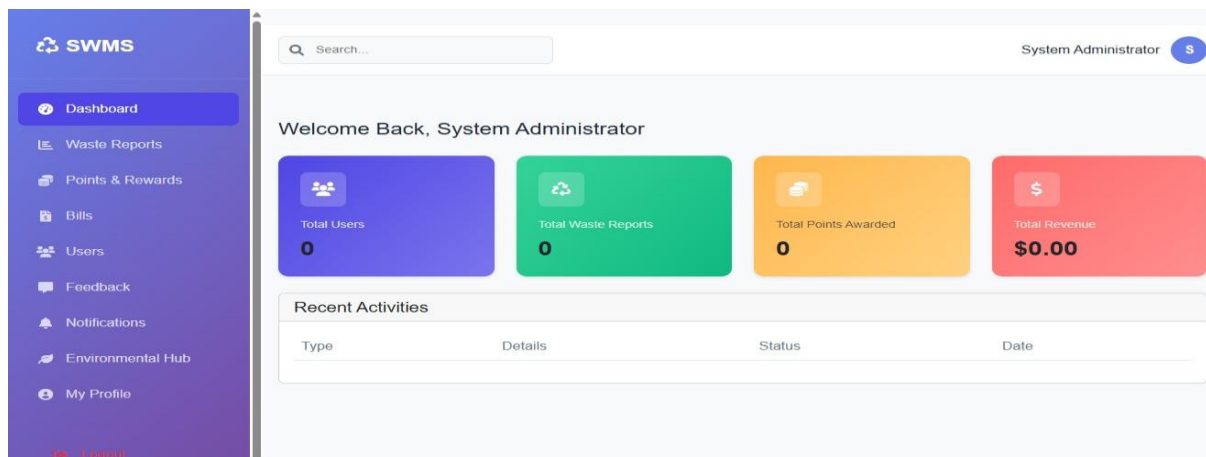 SWMS
Dashboard
Waste Reports
Points & Rewards
Bills
Users
Feedback
Notifications
Environmental Hub
My Profile
Logout
Search...
System Administrator
S
Welcome Back, System Administrator
Total Users
0
Total Waste Reports
0
Total Points Awarded
0
$
Total Revenue
$0.00
Recent Activities
Type Details Status Date